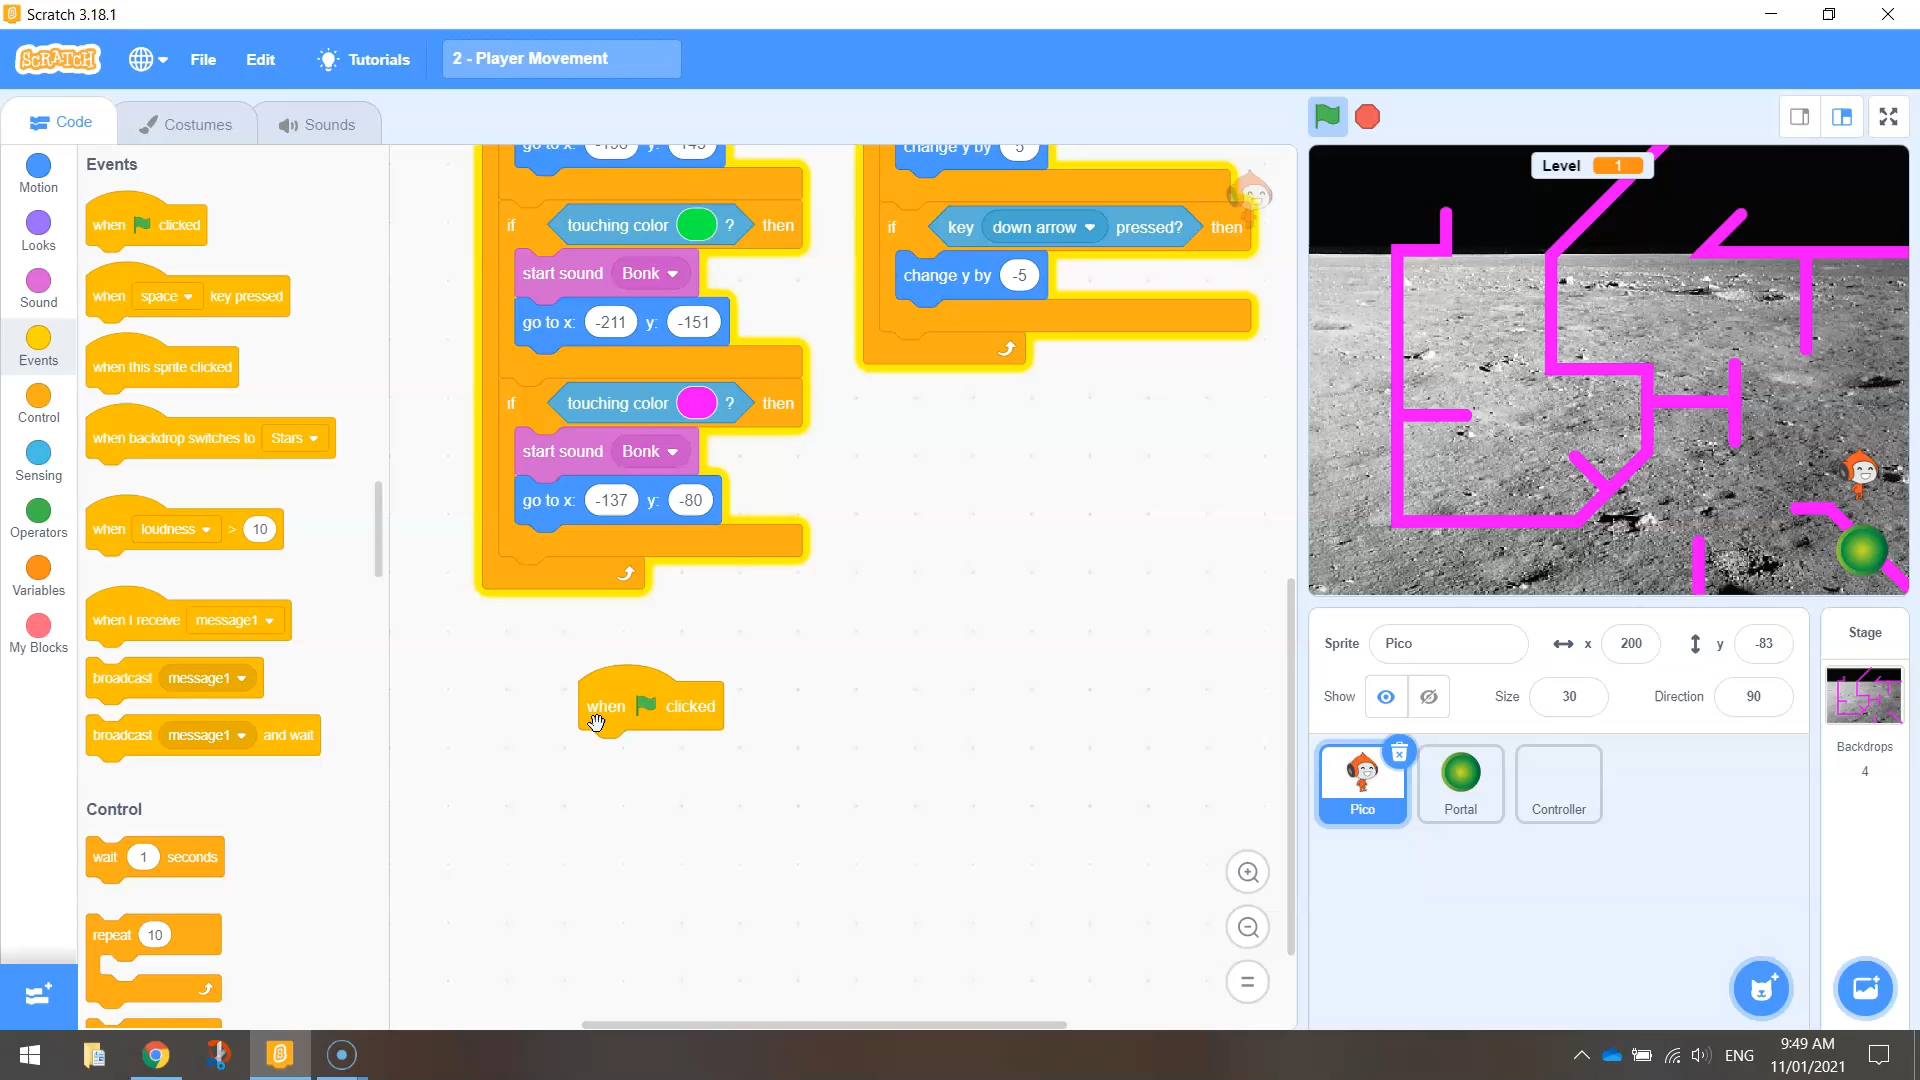 Scratch 3.18.1
SCRATCH
File
Edit
Tutorials
2 - Player Movement
Code
Costumes
Sounds
Motion
Looks
Sound
Events
Control
Sensing
Operators
Variables
My Blocks
Events
when clicked
when space key pressed
when this sprite clicked
when backdrop switches to Stars
when loudness > 10
when I receive message1
broadcast message1
broadcast message1 and wait
Control
wait 1 seconds
repeat 10
if touching color ? then
start sound Bonk
go to x: -211 y: -151
if touching color ? then
start sound Bonk
go to x: -137 y: -80
change y by 5
if key down arrow pressed? then
change y by -5
when clicked
Level 1
Sprite Pico x 200 y -83
Show Size 30 Direction 90
Pico
Portal
Controller
Stage
Backdrops
4
ENG
9:49 AM
11/01/2021